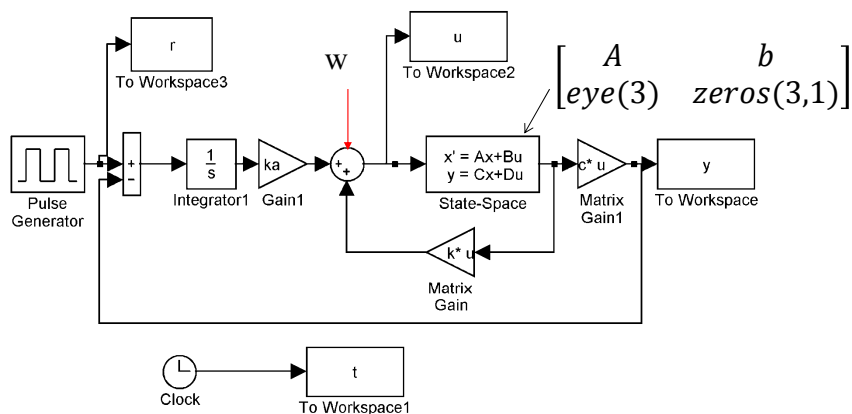 r
To Workspace3
w
u
To Workspace2
A b
eye(3) zeros(3,1)
+
−
1
s
Integrator1
ka
Gain1
+
+
x' = Ax+Bu
y = Cx+Du
State-Space
c* u
Matrix
Gain1
y
To Workspace
Pulse
Generator
k* u
Matrix
Gain
Clock
t
To Workspace1